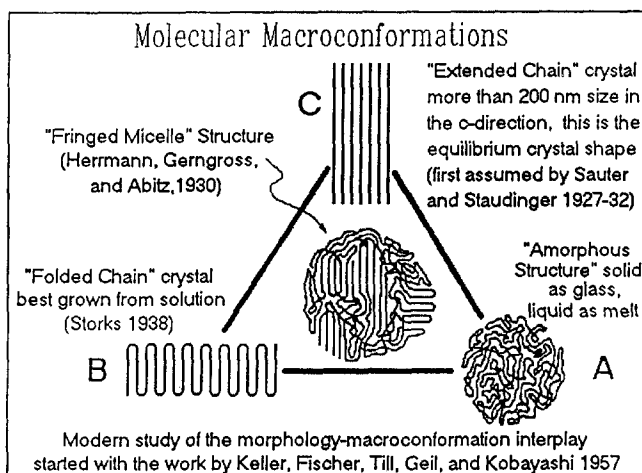 Molecular Macroconformations
C
"Extended Chain" crystal
more than 200 nm size in
the c-direction, this is the
equilibrium crystal shape
(first assumed by Sauter
and Staudinger 1927-32)
"Fringed Micelle" Structure
(Herrmann, Gerngross,
and Abitz,1930)
"Folded Chain" crystal
best grown from solution
(Storks 1938)
B
"Amorphous
Structure" solid
as glass,
liquid as melt
A
Modern study of the morphology-macroconformation interplay
started with the work by Keller, Fischer, Till, Geil, and Kobayashi 1957